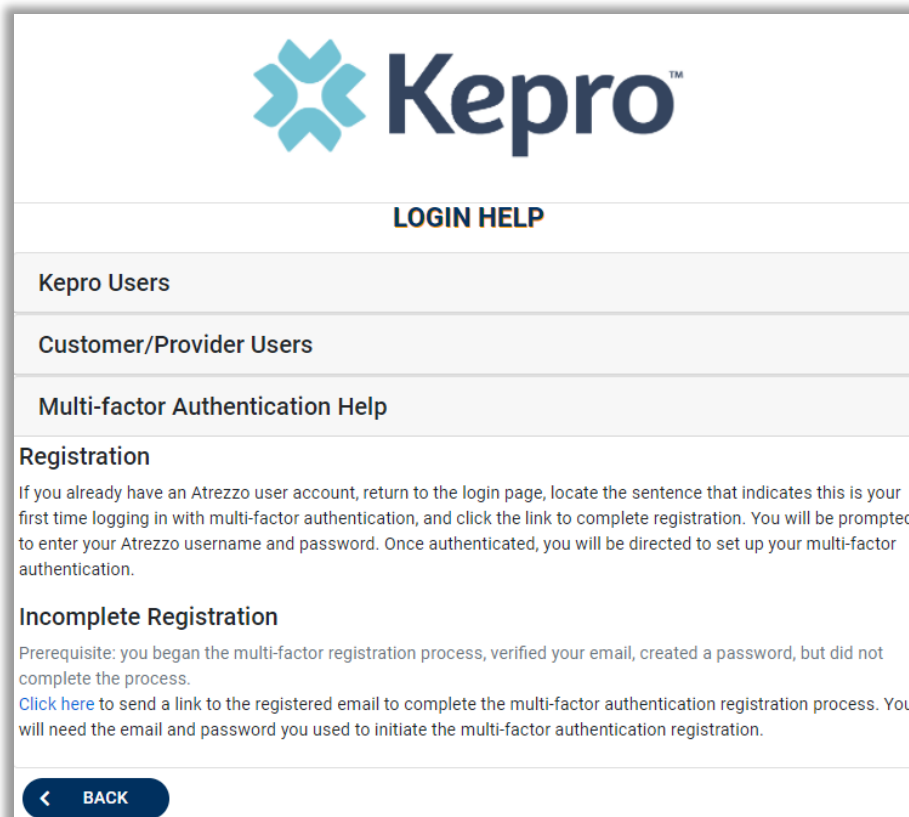 Kepro™
LOGIN HELP
Kepro Users
Customer/Provider Users
Multi-factor Authentication Help
Registration
If you already have an Atrezzo user account, return to the login page, locate the sentence that indicates this is your
first time logging in with multi-factor authentication, and click the link to complete registration. You will be prompted
to enter your Atrezzo username and password. Once authenticated, you will be directed to set up your multi-factor
authentication.
Incomplete Registration
Prerequisite: you began the multi-factor registration process, verified your email, created a password, but did not
complete the process.
Click here to send a link to the registered email to complete the multi-factor authentication registration process. You
will need the email and password you used to initiate the multi-factor authentication registration.
BACK